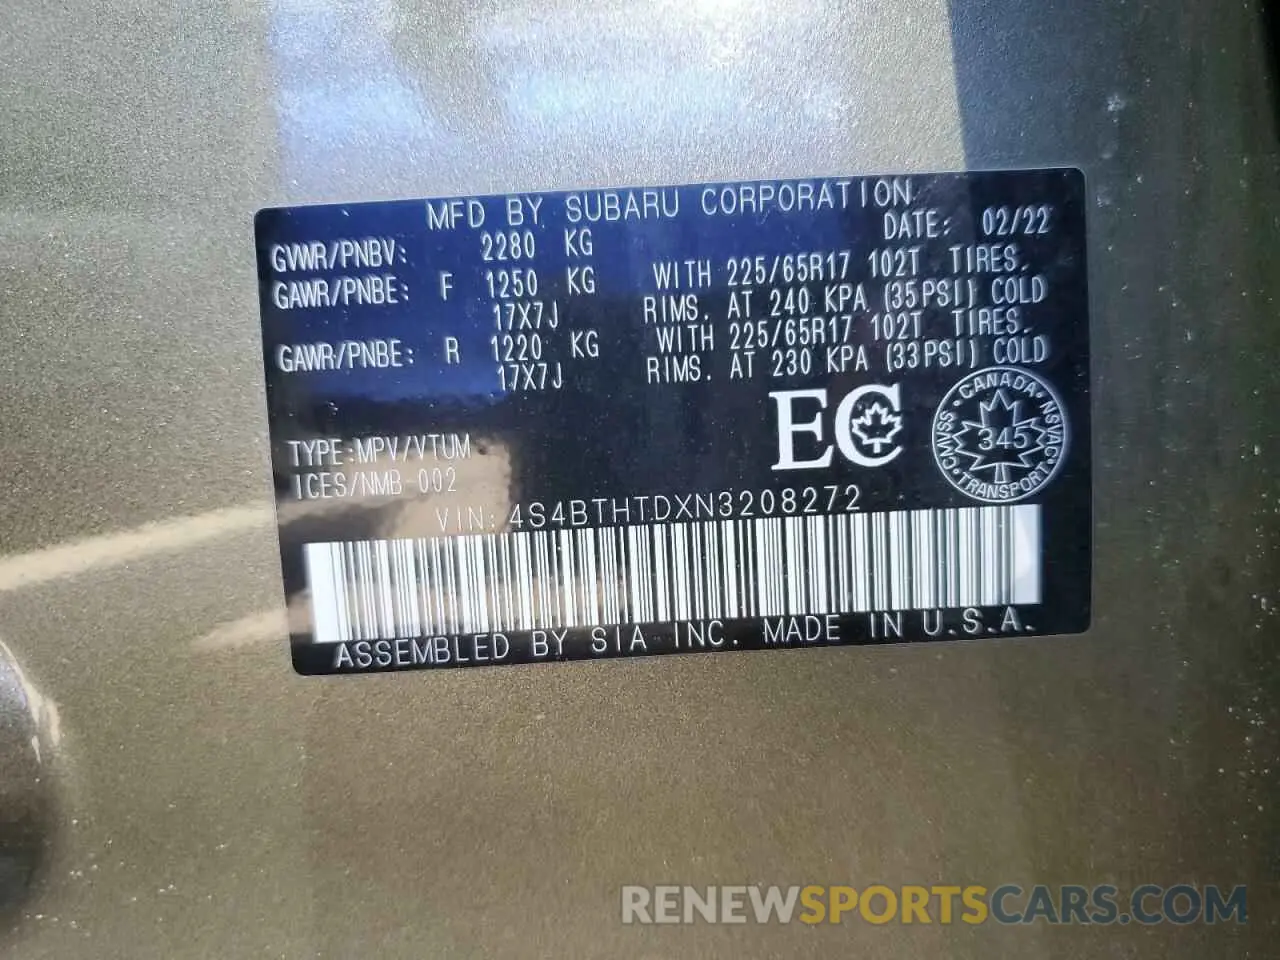 MFD BY SUBARU CORPORATION
DATE: 02/22
GVWR/PNBV: 2280 KG
GAWR/PNBE: F 1250 KG WITH 225/65R17 102T TIRES.
17X7J RIMS. AT 240 KPA (35PSI) COLD
GAWR/PNBE: R 1220 KG WITH 225/65R17 102T TIRES.
17X7J RIMS. AT 230 KPA (33PSI) COLD
EC
CANADA · NSVAC · TRANSPORT · CMVSS
345
TYPE:MPV/VTUM
ICES/NMB-002
VIN: 4S4BTHTDXN3208272
ASSEMBLED BY SIA INC. MADE IN U.S.A.
RENEWSPORTSCARS.COM